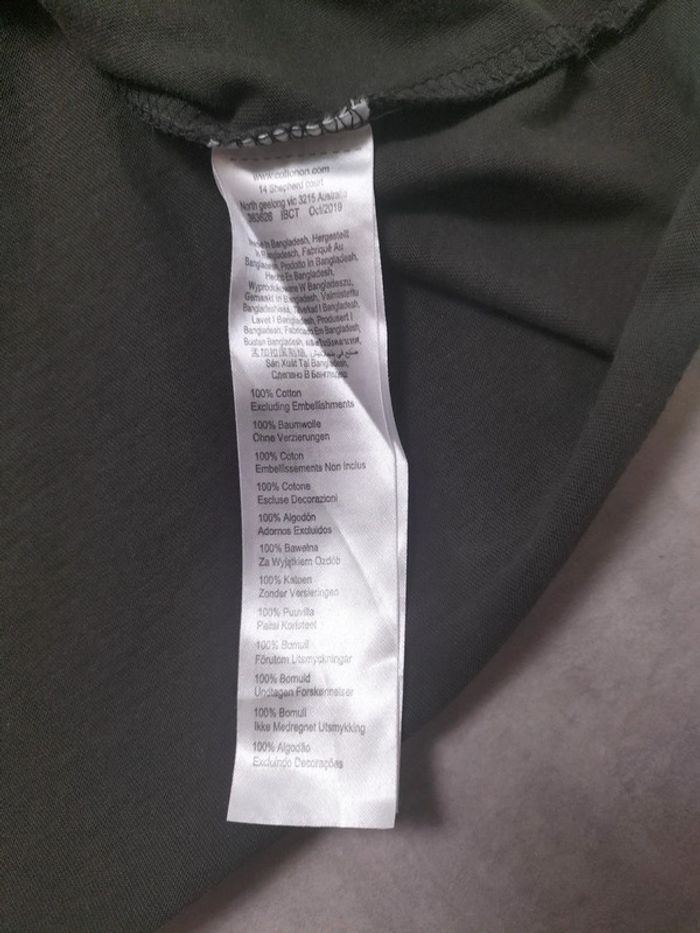 www.cottonon.com
14 Shepherd court
North geelong vic 3215 Australia
363626 IBCT Oct/2019
Made In Bangladesh, Hergestellt
In Bangladesch, Fabriqué Au
Bangladesh, Prodotto In Bangladesh,
Hecho En Bangladesh,
Wyprodukowane W Bangladeszu,
Gemaakt In Bangladesh, Valmistettu
Bangladeshissa, Tillverkad I Bangladesh,
Lavet I Bangladesh, Produsert I
Bangladesh, Fabricado Em Bangladesh,
Buatan Bangladesh,
Sản Xuất Tại Bangladesh,
Сделано В Бангладеш
100% Cotton
Excluding Embellishments
100% Baumwolle
Ohne Verzierungen
100% Coton
Embellissements Non Inclus
100% Cotone
Escluse Decorazioni
100% Algodón
Adornos Excluidos
100% Bawełna
Za Wyjątkiem Ozdób
100% Katoen
Zonder Versieringen
100% Puuvilla
Paitsi Koristeet
100% Bomull
Förutom Utsmyckningar
100% Bomuld
Undtagen Forskønnelser
100% Bomull
Ikke Medregnet Utsmykking
100% Algodão
Excluindo Decorações